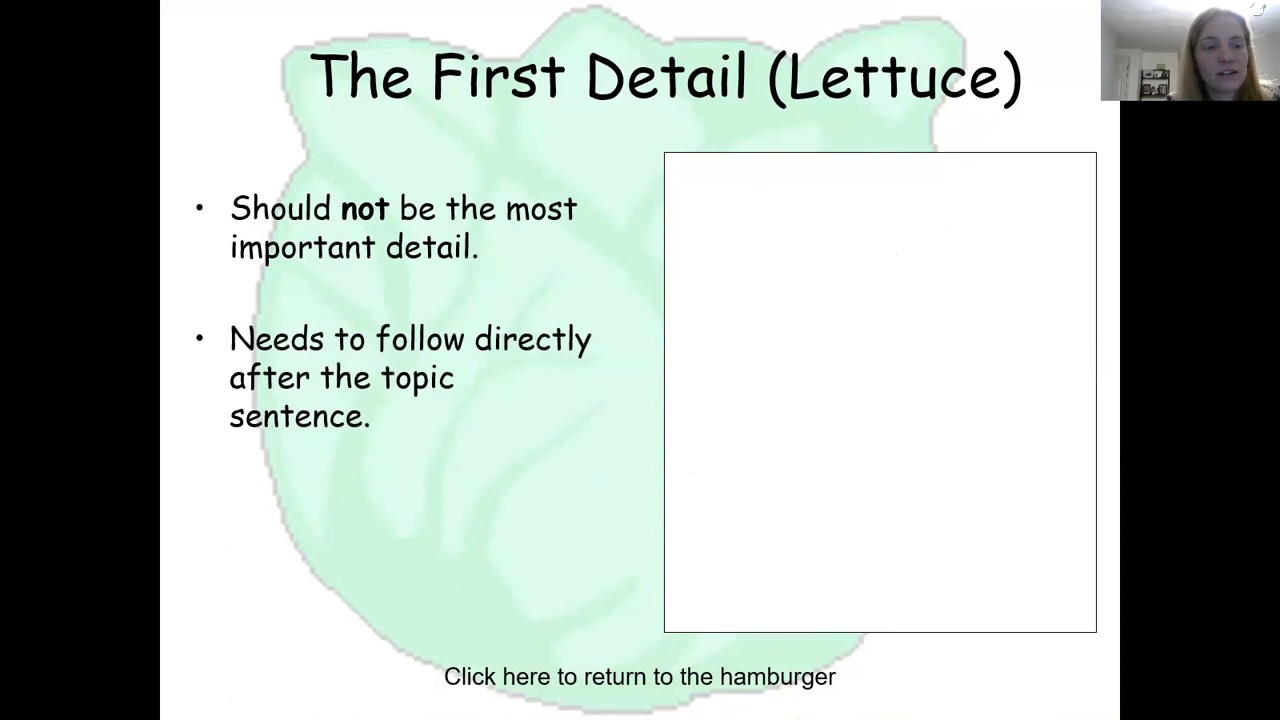 The First Detail (Lettuce)
• Should not be the most
important detail.
• Needs to follow directly
after the topic
sentence.
Click here to return to the hamburger